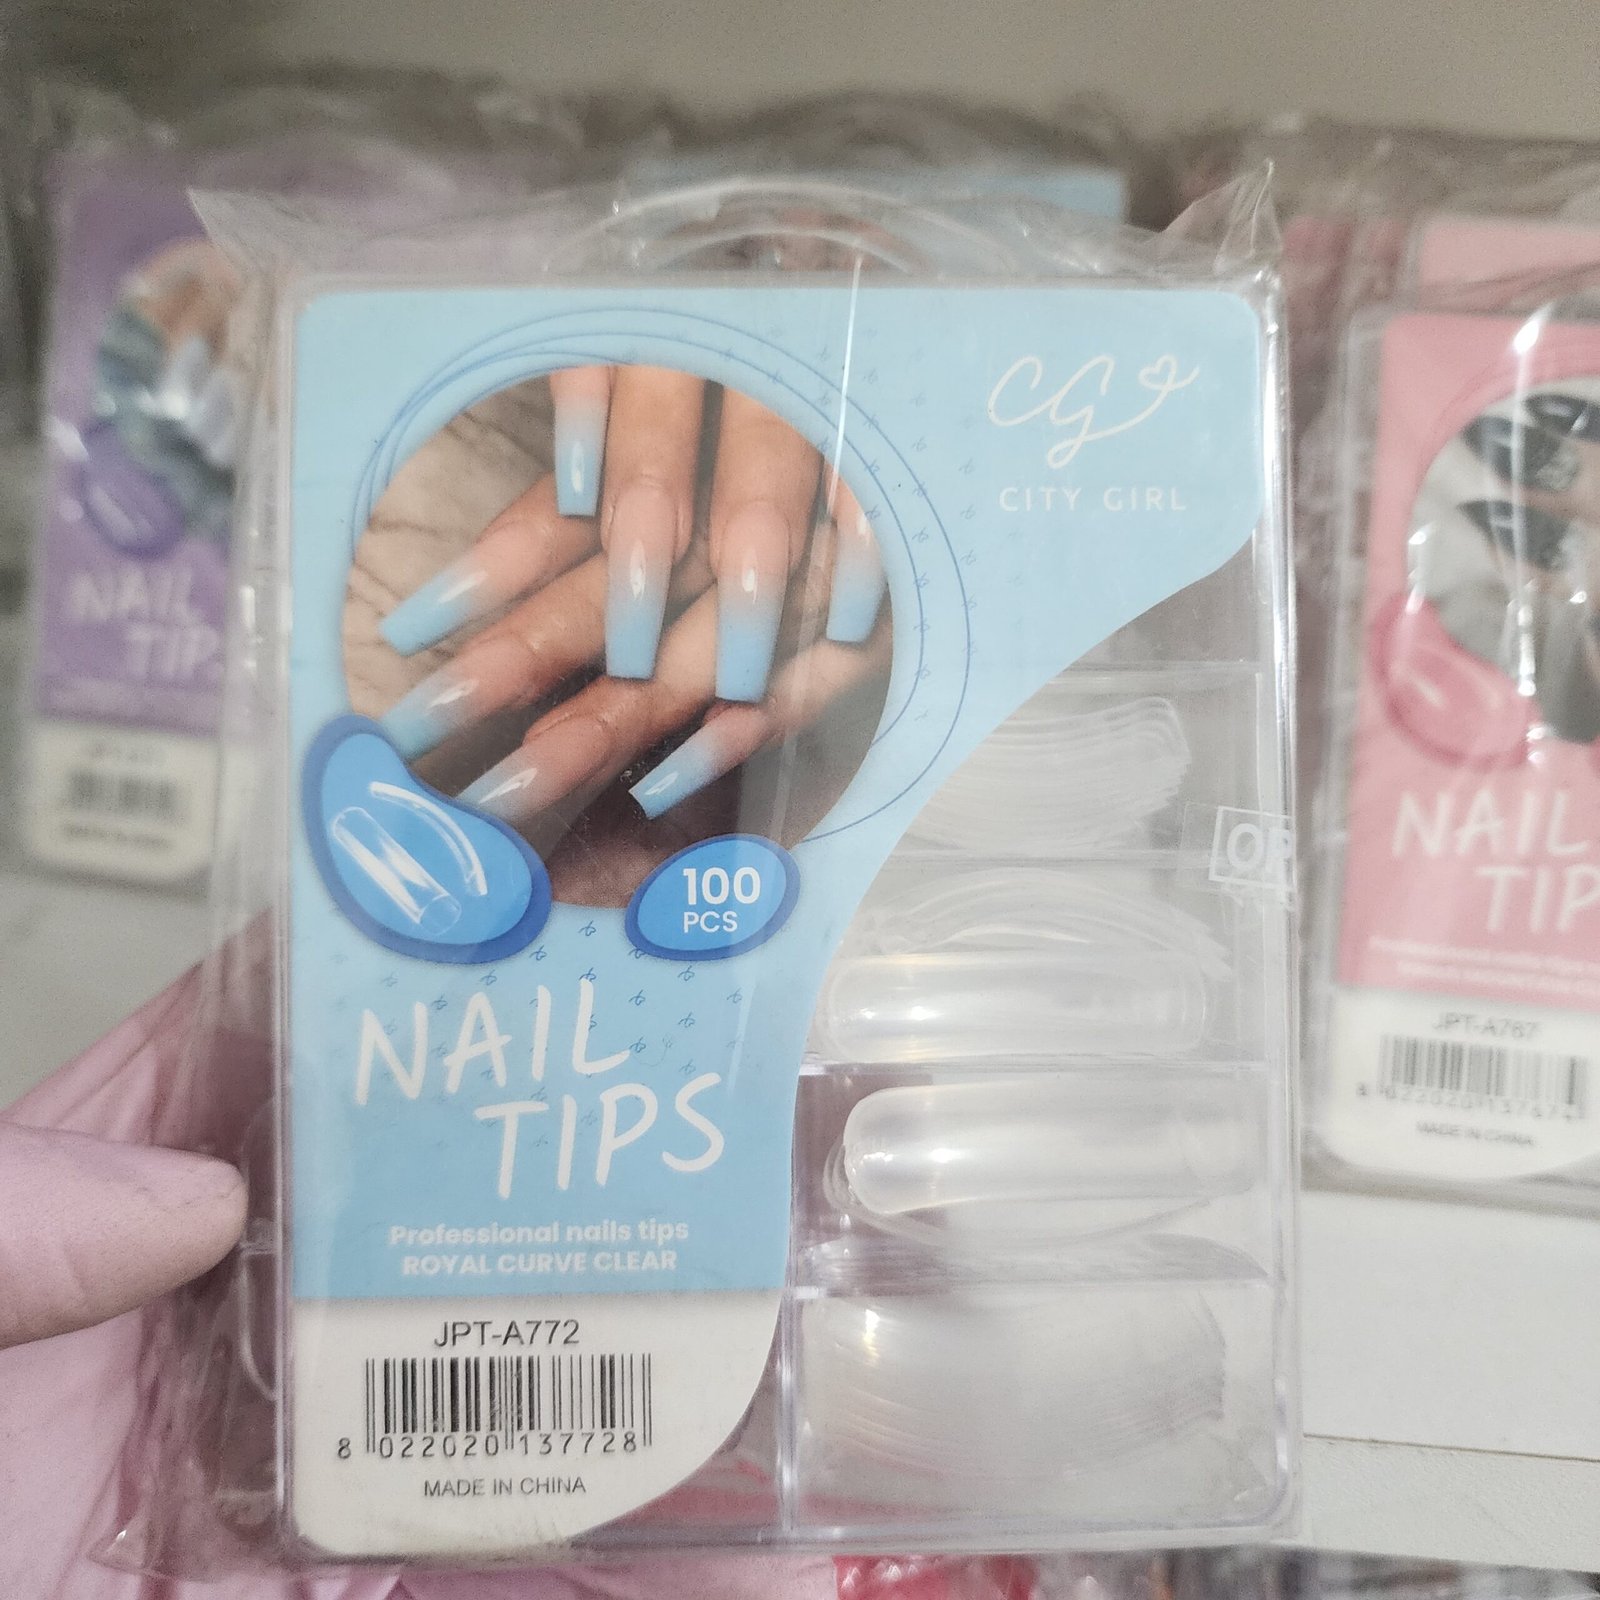 CG
CITY GIRL
100
PCS
NAIL
TIPS
Professional nails tips
ROYAL CURVE CLEAR
JPT-A772
8 022020 137728
MADE IN CHINA
OP
NAIL
TIP
NAIL
TIP
JPT-A767
MADE IN CHINA